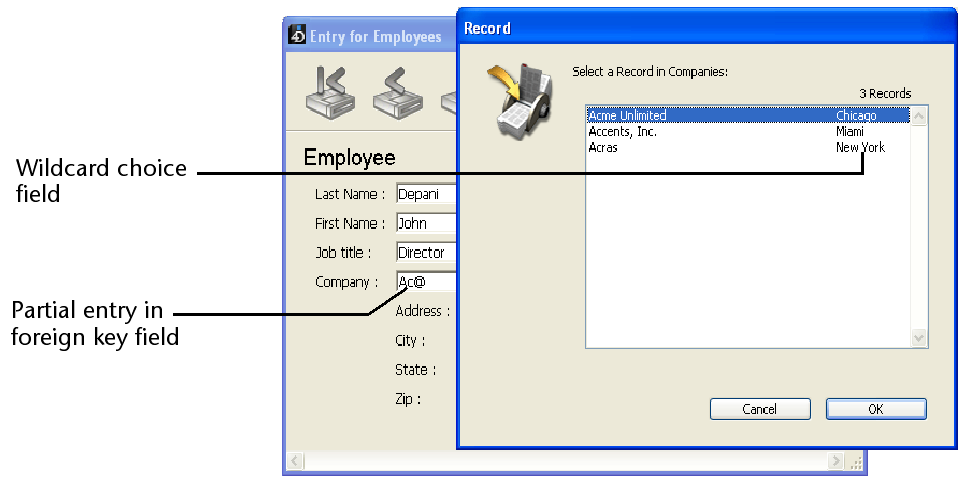 Entry for Employees
Record
Select a Record in Companies:
3 Records
Acme Unlimited Chicago
Accents, Inc. Miami
Acras New York
Wildcard choice
field
Employee
Last Name : Depani
First Name : John
Job title : Director
Company : Ac@
Partial entry in
foreign key field
Address :
City :
State :
Zip :
Cancel OK